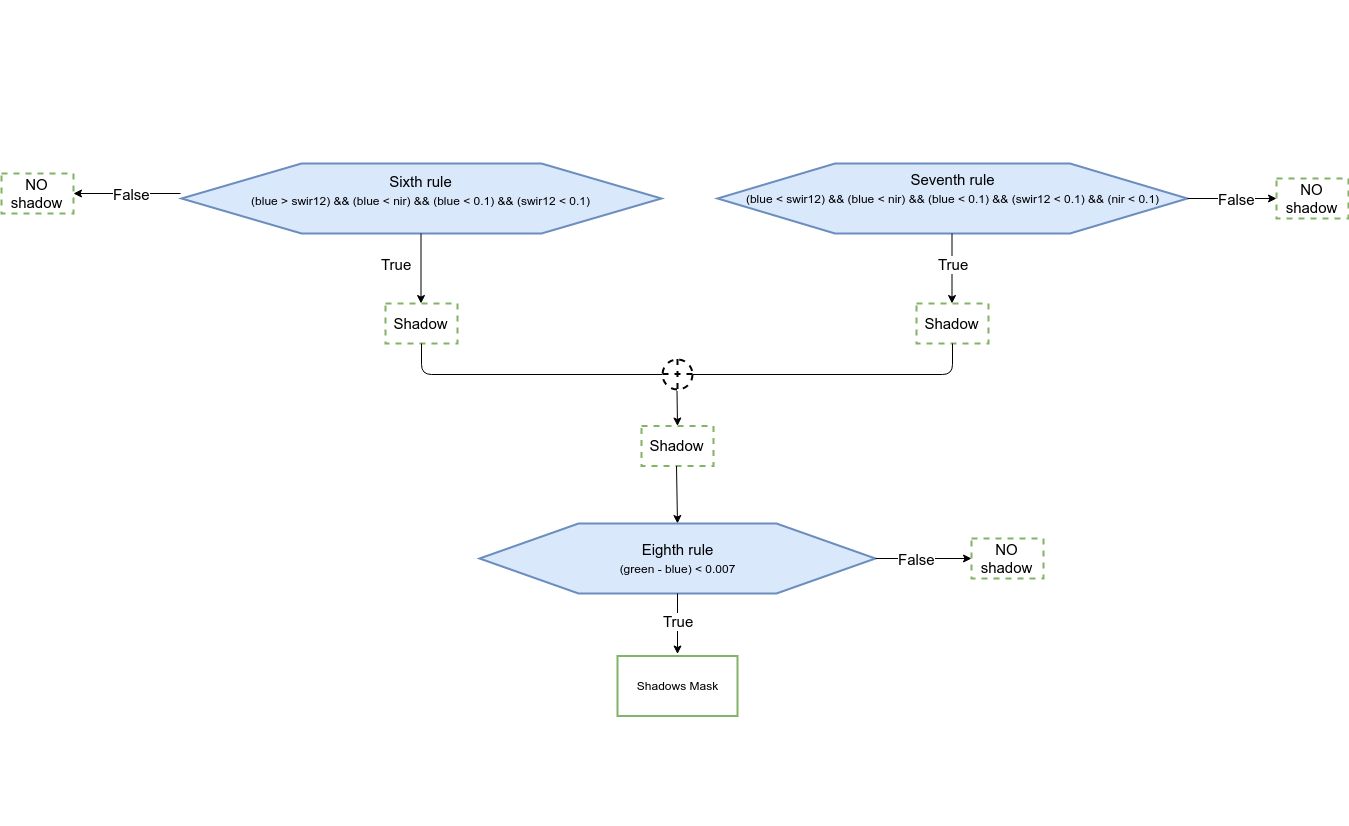 Sixth rule
(blue > swir12) && (blue < nir) && (blue < 0.1) && (swir12 < 0.1)
Seventh rule
(blue < swir12) && (blue < nir) && (blue < 0.1) && (swir12 < 0.1) && (nir < 0.1)
NO
shadow
False
False
NO
shadow
True
True
Shadow
Shadow
+
Shadow
Eighth rule
(green - blue) < 0.007
False
NO
shadow
True
Shadows Mask